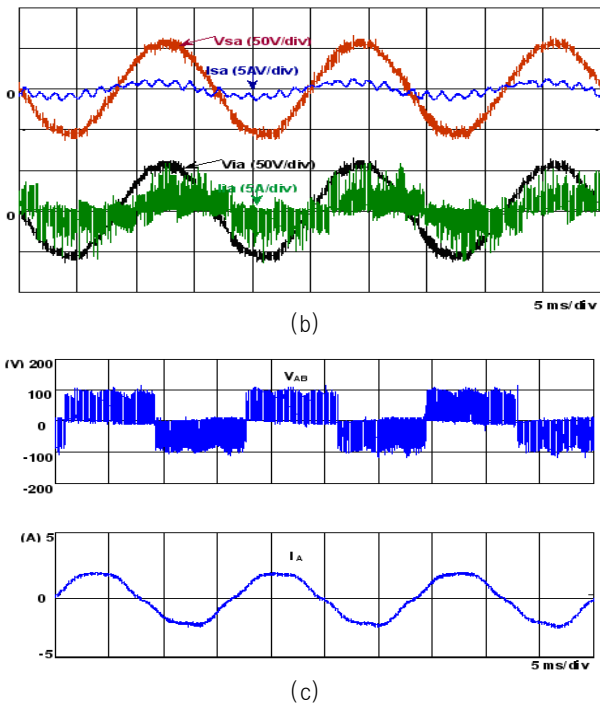 Vsa (50V/div)
Isa (5AV/div)
0
Via (50V/div)
Iia (5A/div)
0
5 ms/div
(b)
(V) 200
VAB
100
0
-100
-200
(A) 5
IA
0
-5
5 ms/div
(c)